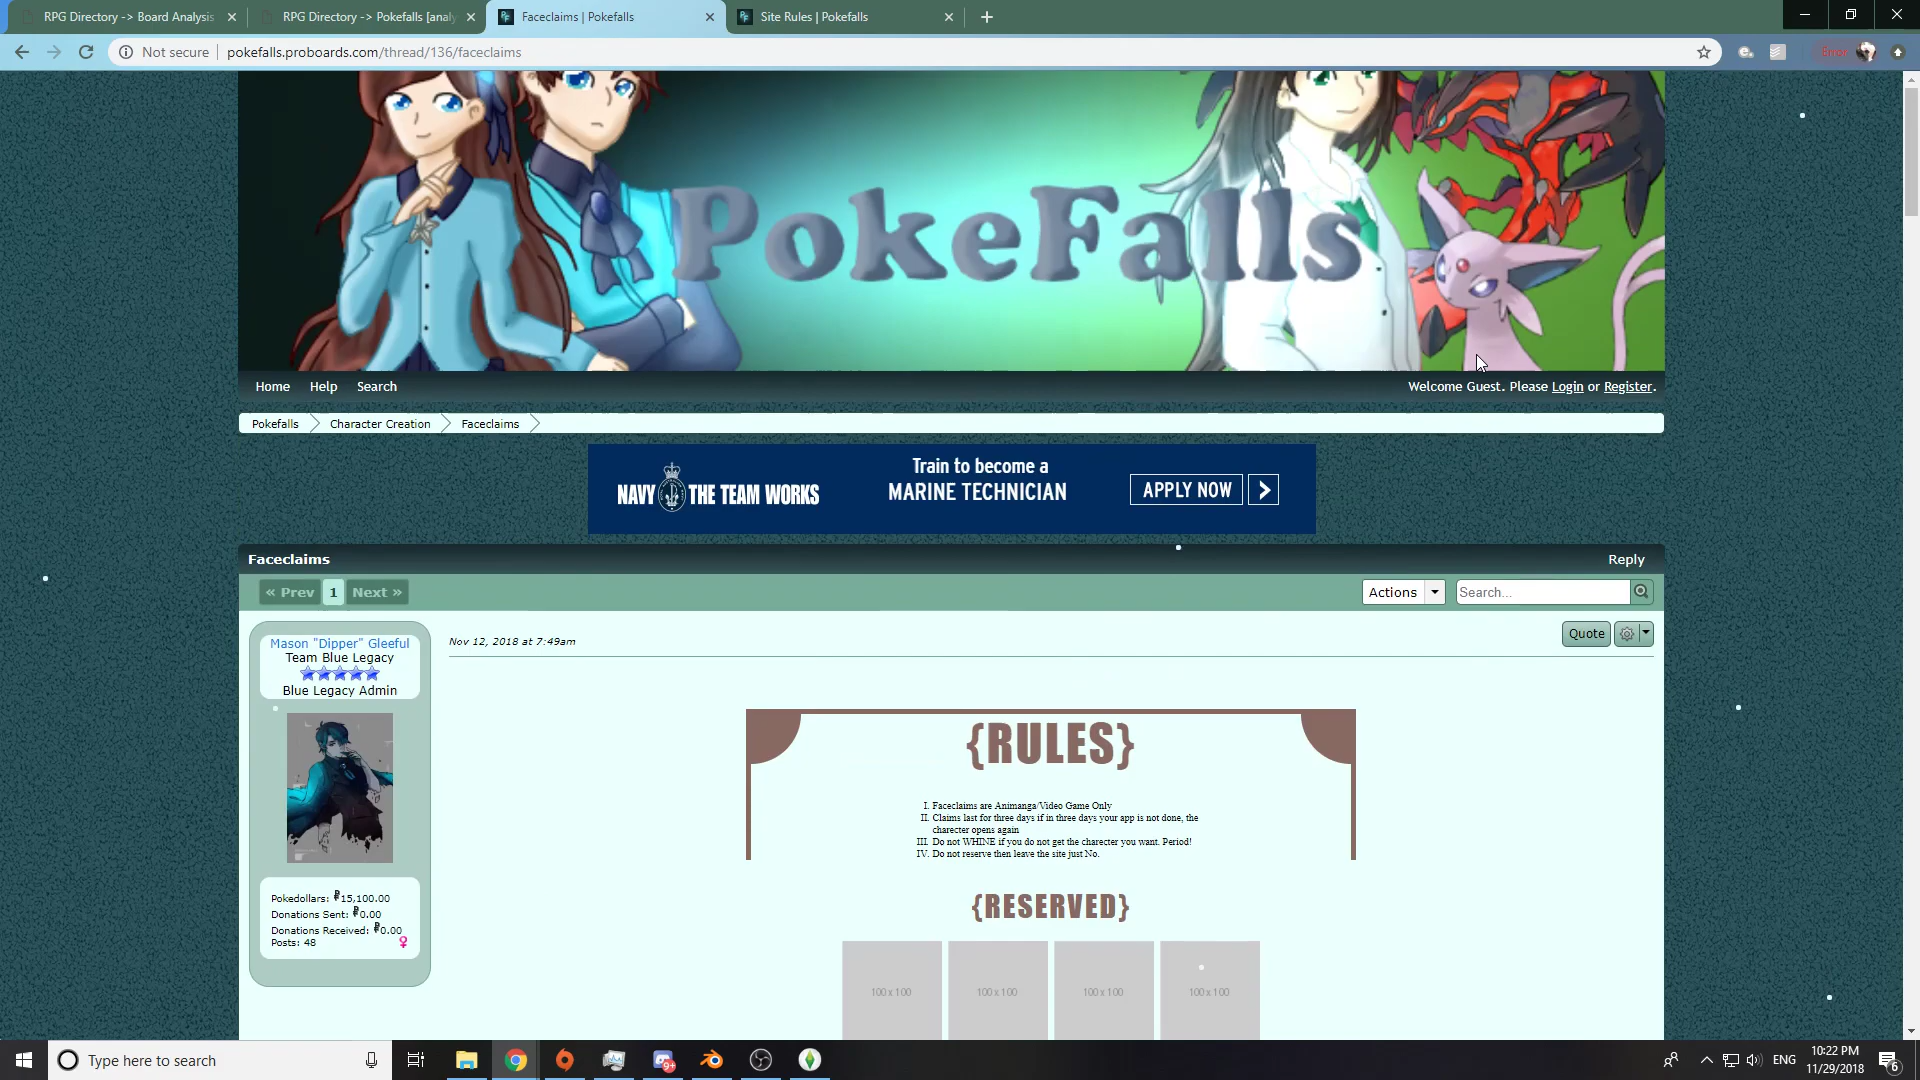 RPG Directory -> Board Analysis
RPG Directory -> Pokefalls [analy
Faceclaims | Pokefalls
Site Rules | Pokefalls
Not secure
pokefalls.proboards.com/thread/136/faceclaims
Error
PokeFalls
Home
Help
Search
Welcome Guest. Please Login or Register.
Pokefalls
Character Creation
Faceclaims
NAVY THE TEAM WORKS
Train to become a
MARINE TECHNICIAN
APPLY NOW
Faceclaims
Reply
« Prev
1
Next »
Actions
Search...
Mason "Dipper" Gleeful
Team Blue Legacy
Blue Legacy Admin
Nov 12, 2018 at 7:49am
Quote
{RULES}
I. Faceclaims are Animanga/Video Game Only
II. Claims last for three days if in three days your app is not done, the
charecter opens again
III. Do not WHINE if you do not get the charecter you want. Period!
IV. Do not reserve then leave the site just No.
Pokedollars: ₽15,100.00
Donations Sent: ₽0.00
Donations Received: ₽0.00
Posts: 48
{RESERVED}
100 x 100
100 x 100
100 x 100
100 x 100
Type here to search
9+
ENG
10:22 PM
11/29/2018
6